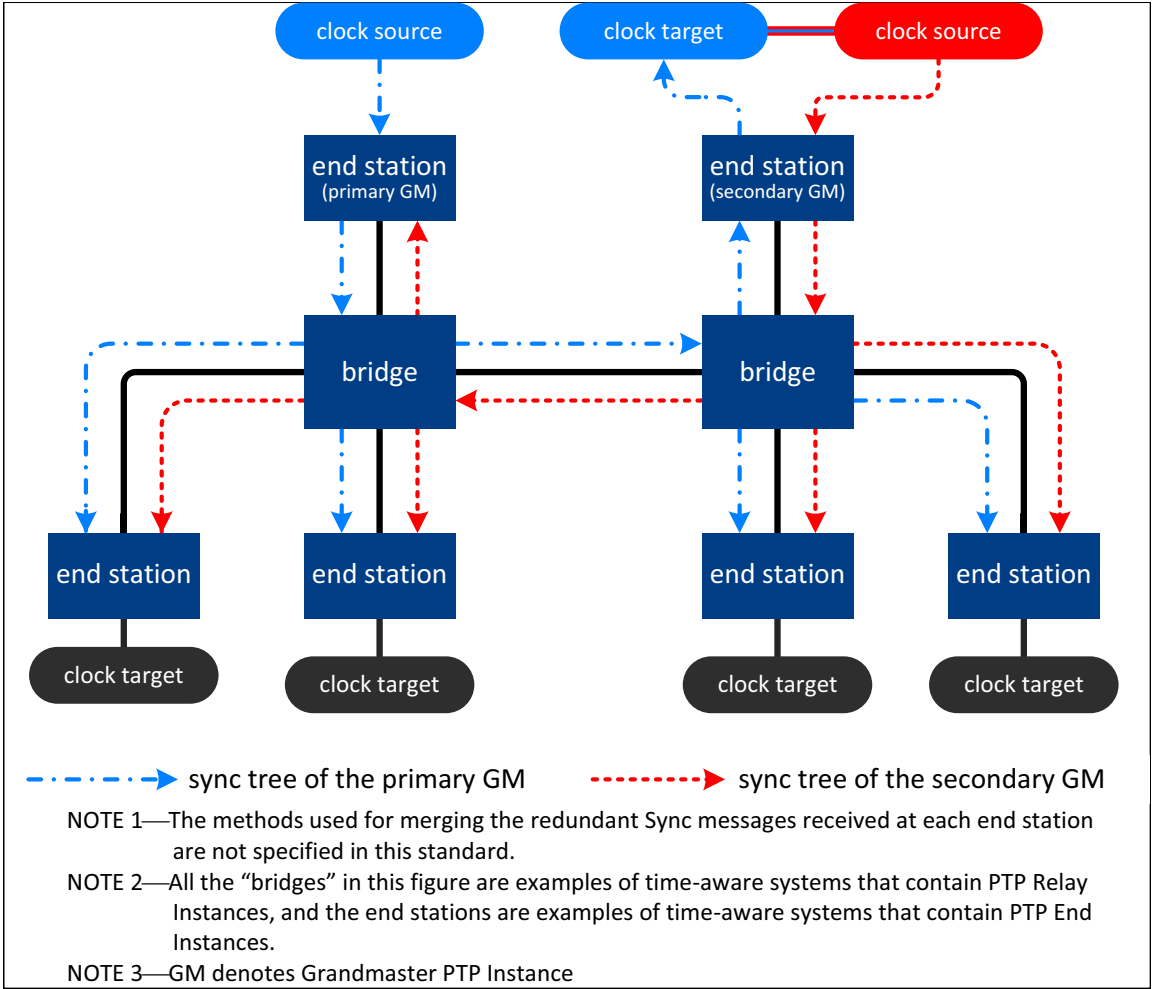 clock source
clock target
clock source
end station
(primary GM)
end station
(secondary GM)
bridge
bridge
end station
end station
end station
end station
clock target
clock target
clock target
clock target
sync tree of the primary GM
sync tree of the secondary GM
NOTE 1—The methods used for merging the redundant Sync messages received at each end station
are not specified in this standard.
NOTE 2—All the “bridges” in this figure are examples of time-aware systems that contain PTP Relay
Instances, and the end stations are examples of time-aware systems that contain PTP End
Instances.
NOTE 3—GM denotes Grandmaster PTP Instance